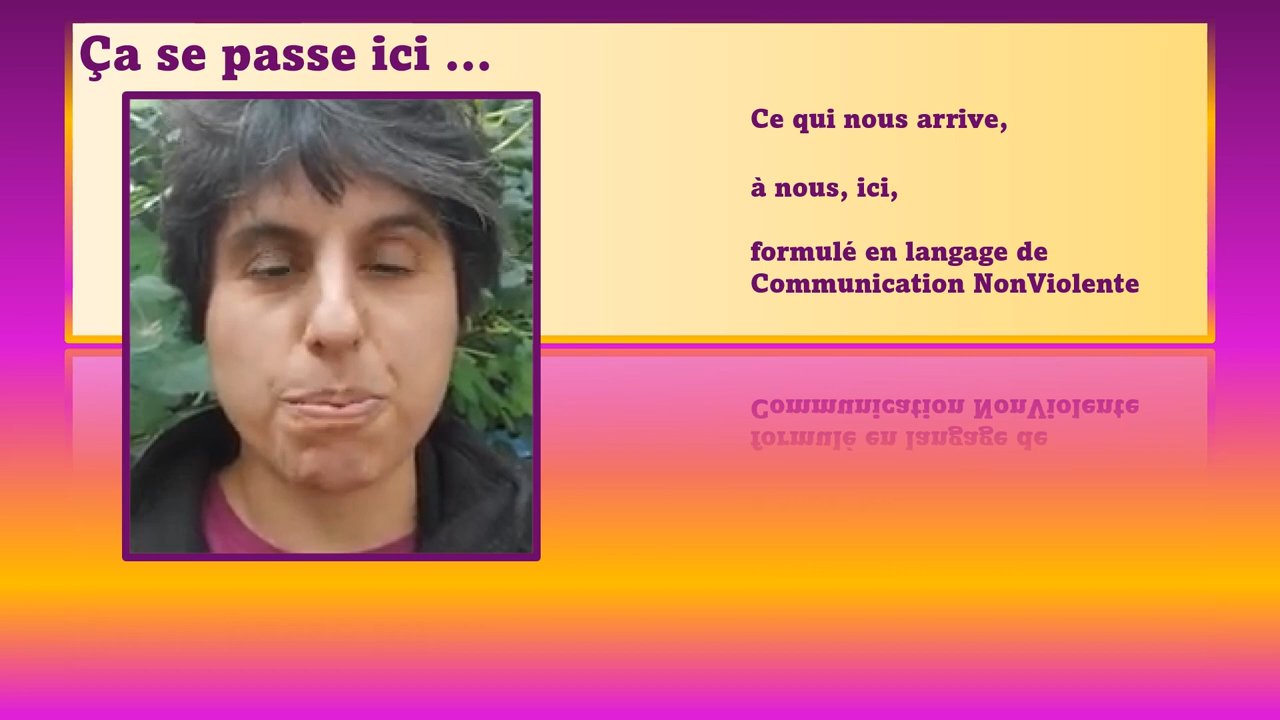 Ça se passe ici ...
Ce qui nous arrive,
à nous, ici,
formulé en langage de
Communication NonViolente